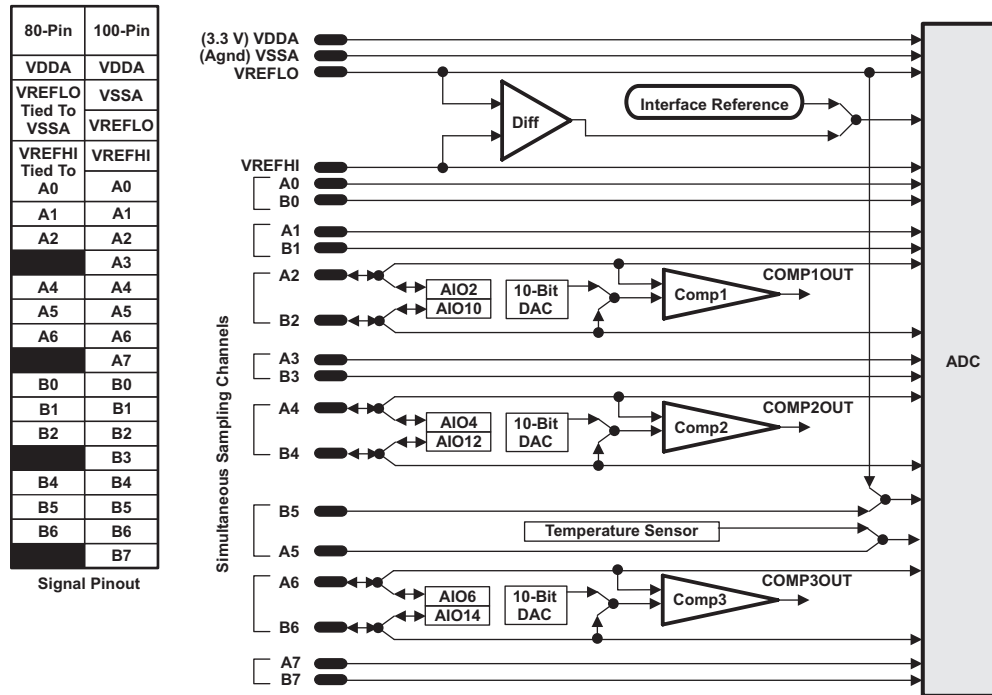 80-Pin 100-Pin
VDDA VDDA
VREFLO
Tied To
VSSA
VSSA
VREFLO
VREFHI
Tied To
A0
VREFHI
A0
A1 A1
A2 A2
A3
A4 A4
A5 A5
A6 A6
A7
B0 B0
B1 B1
B2 B2
B3
B4 B4
B5 B5
B6 B6
B7
Signal Pinout
(3.3 V) VDDA
(Agnd) VSSA
VREFLO
Diff
Interface Reference
VREFHI
A0
B0
A1
B1
A2
B2
AIO2
AIO10
10-Bit
DAC
Comp1
COMP1OUT
A3
B3
A4
B4
AIO4
AIO12
10-Bit
DAC
Comp2
COMP2OUT
B5
Temperature Sensor
A5
A6
B6
AIO6
AIO14
10-Bit
DAC
Comp3
COMP3OUT
A7
B7
Simultaneous Sampling Channels
ADC